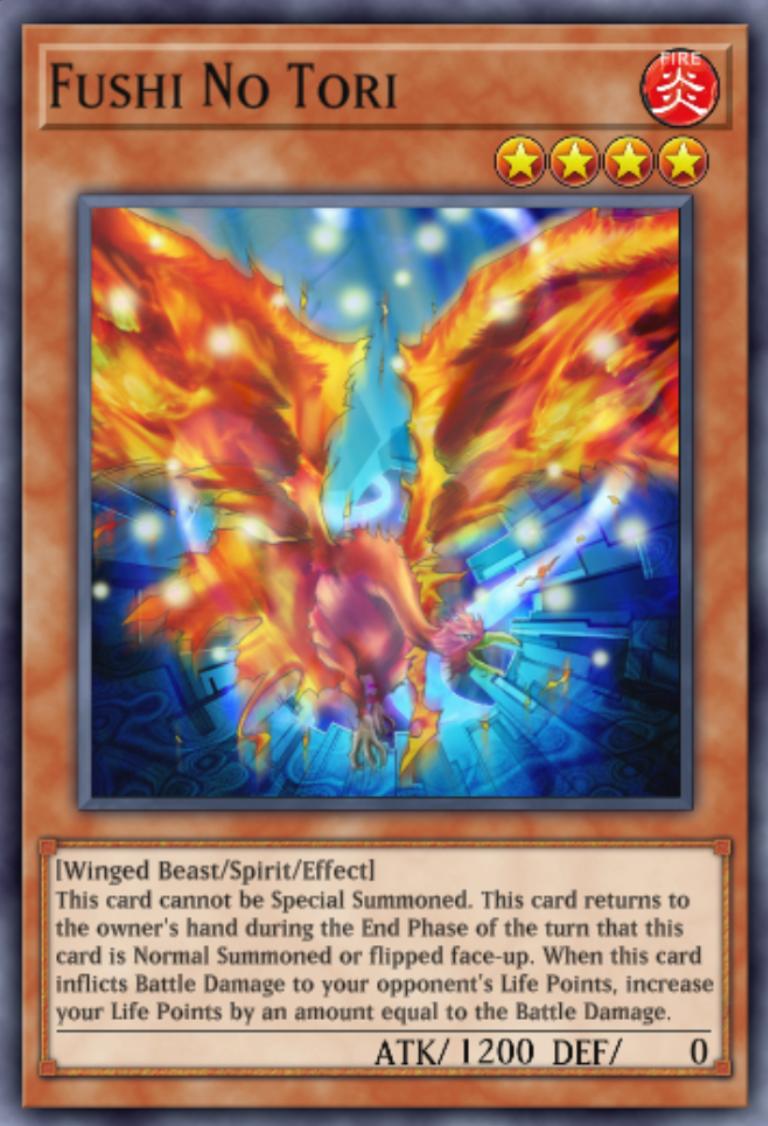 Fushi No Tori
FIRE
炎
[Winged Beast/Spirit/Effect]
This card cannot be Special Summoned. This card returns to
the owner's hand during the End Phase of the turn that this
card is Normal Summoned or flipped face-up. When this card
inflicts Battle Damage to your opponent's Life Points, increase
your Life Points by an amount equal to the Battle Damage.
ATK/ 1200 DEF/ 0